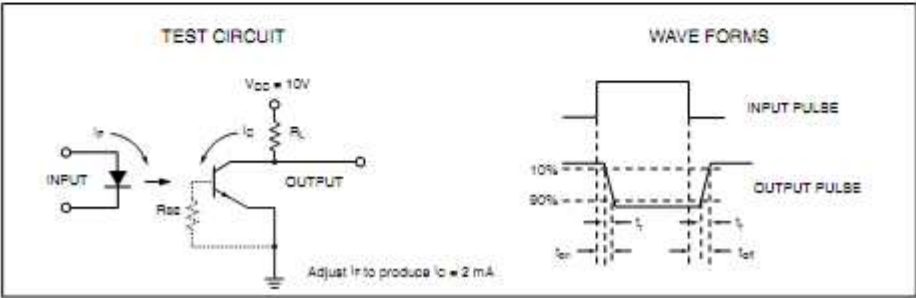 TEST CIRCUIT
WAVE FORMS
VCC = 10V
IF
IC
RL
INPUT
OUTPUT
RBE
Adjust IF to produce IC = 2 mA
INPUT PULSE
10%
OUTPUT PULSE
90%
tr
tr
ton
toff